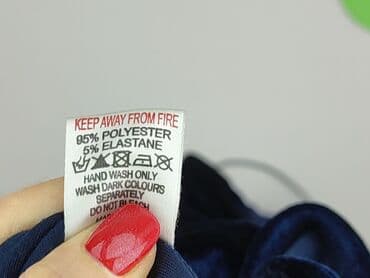 KEEP AWAY FROM FIRE
95% POLYESTER
5% ELASTANE
HAND WASH ONLY
WASH DARK COLOURS
SEPARATELY
DO NOT BLEACH